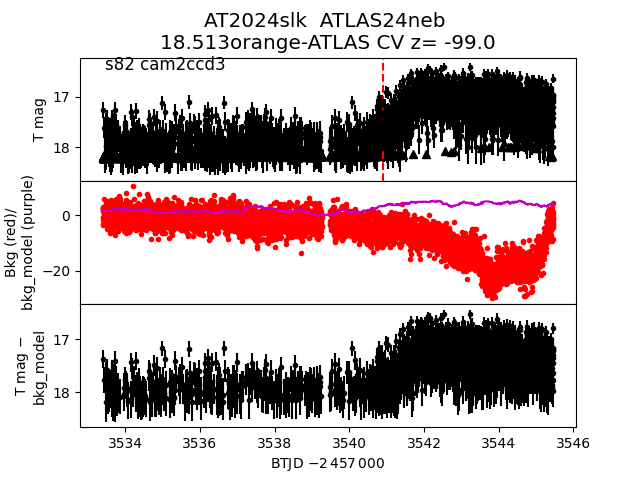 AT2024slk  ATLAS24neb
18.513orange-ATLAS CV z= -99.0
s82 cam2ccd3
T mag
17
18
Bkg (red)/
bkg_model (purple)
0
−20
T mag −
bkg_model
17
18
3534 3536 3538 3540 3542 3544 3546
BTJD −2 457 000